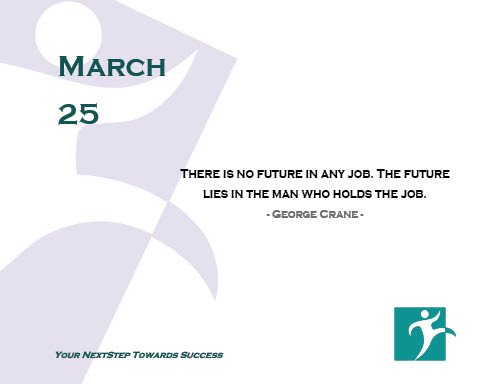 March
25
There is no future in any job. The future
lies in the man who holds the job.
- George Crane -
Your NextStep Towards Success